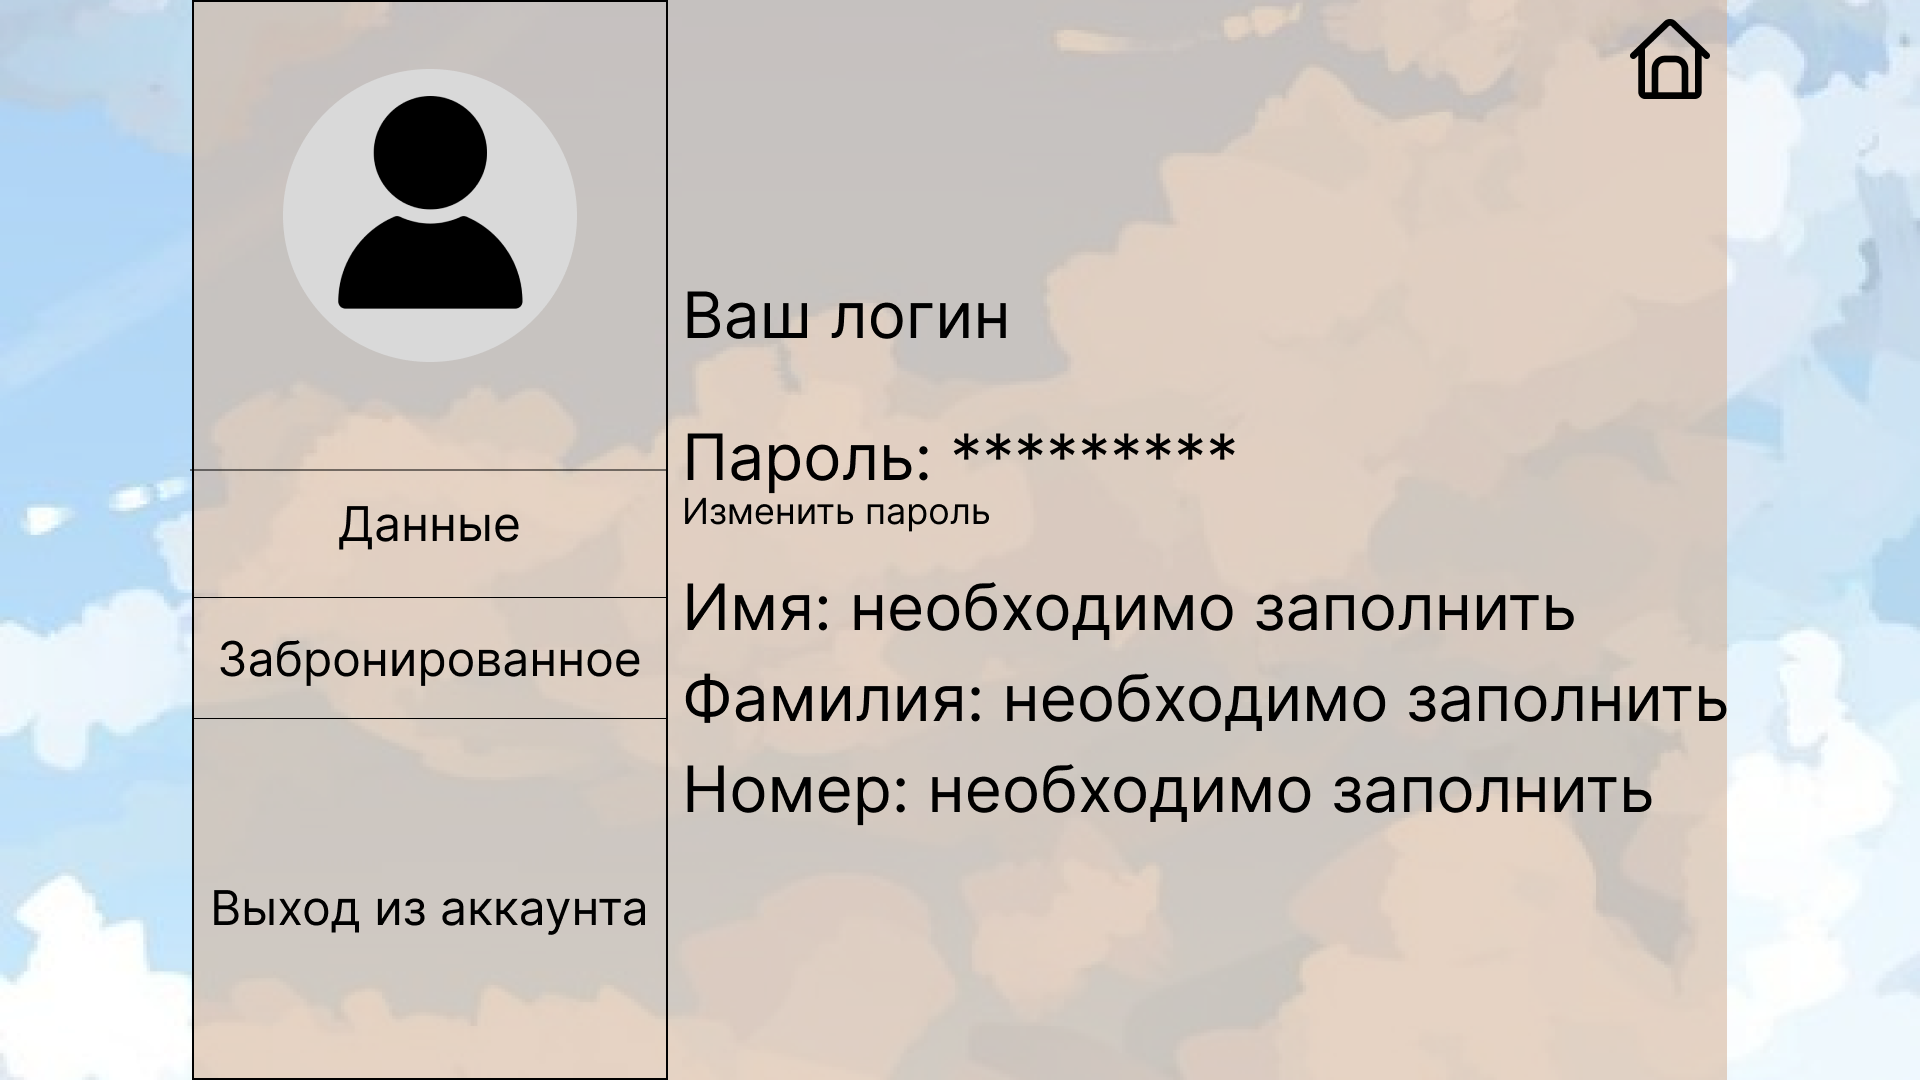 Данные
Забронированное
Выход из аккаунта
Ваш логин
Пароль: *********
Изменить пароль
Имя: необходимо заполнить
Фамилия: необходимо заполнить
Номер: необходимо заполнить